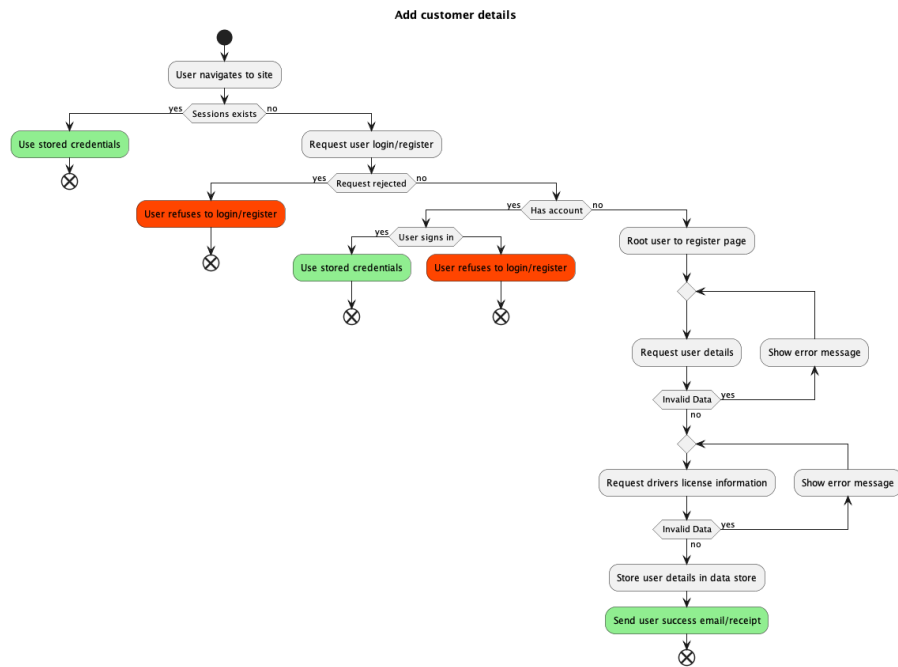 Add customer details
User navigates to site
yes
Sessions exists
no
Use stored credentials
Request user login/register
yes
Request rejected
no
User refuses to login/register
yes
Has account
no
yes
User signs in
Use stored credentials
User refuses to login/register
Root user to register page
Request user details
Show error message
Invalid Data
yes
no
Request drivers license information
Show error message
Invalid Data
yes
no
Store user details in data store
Send user success email/receipt